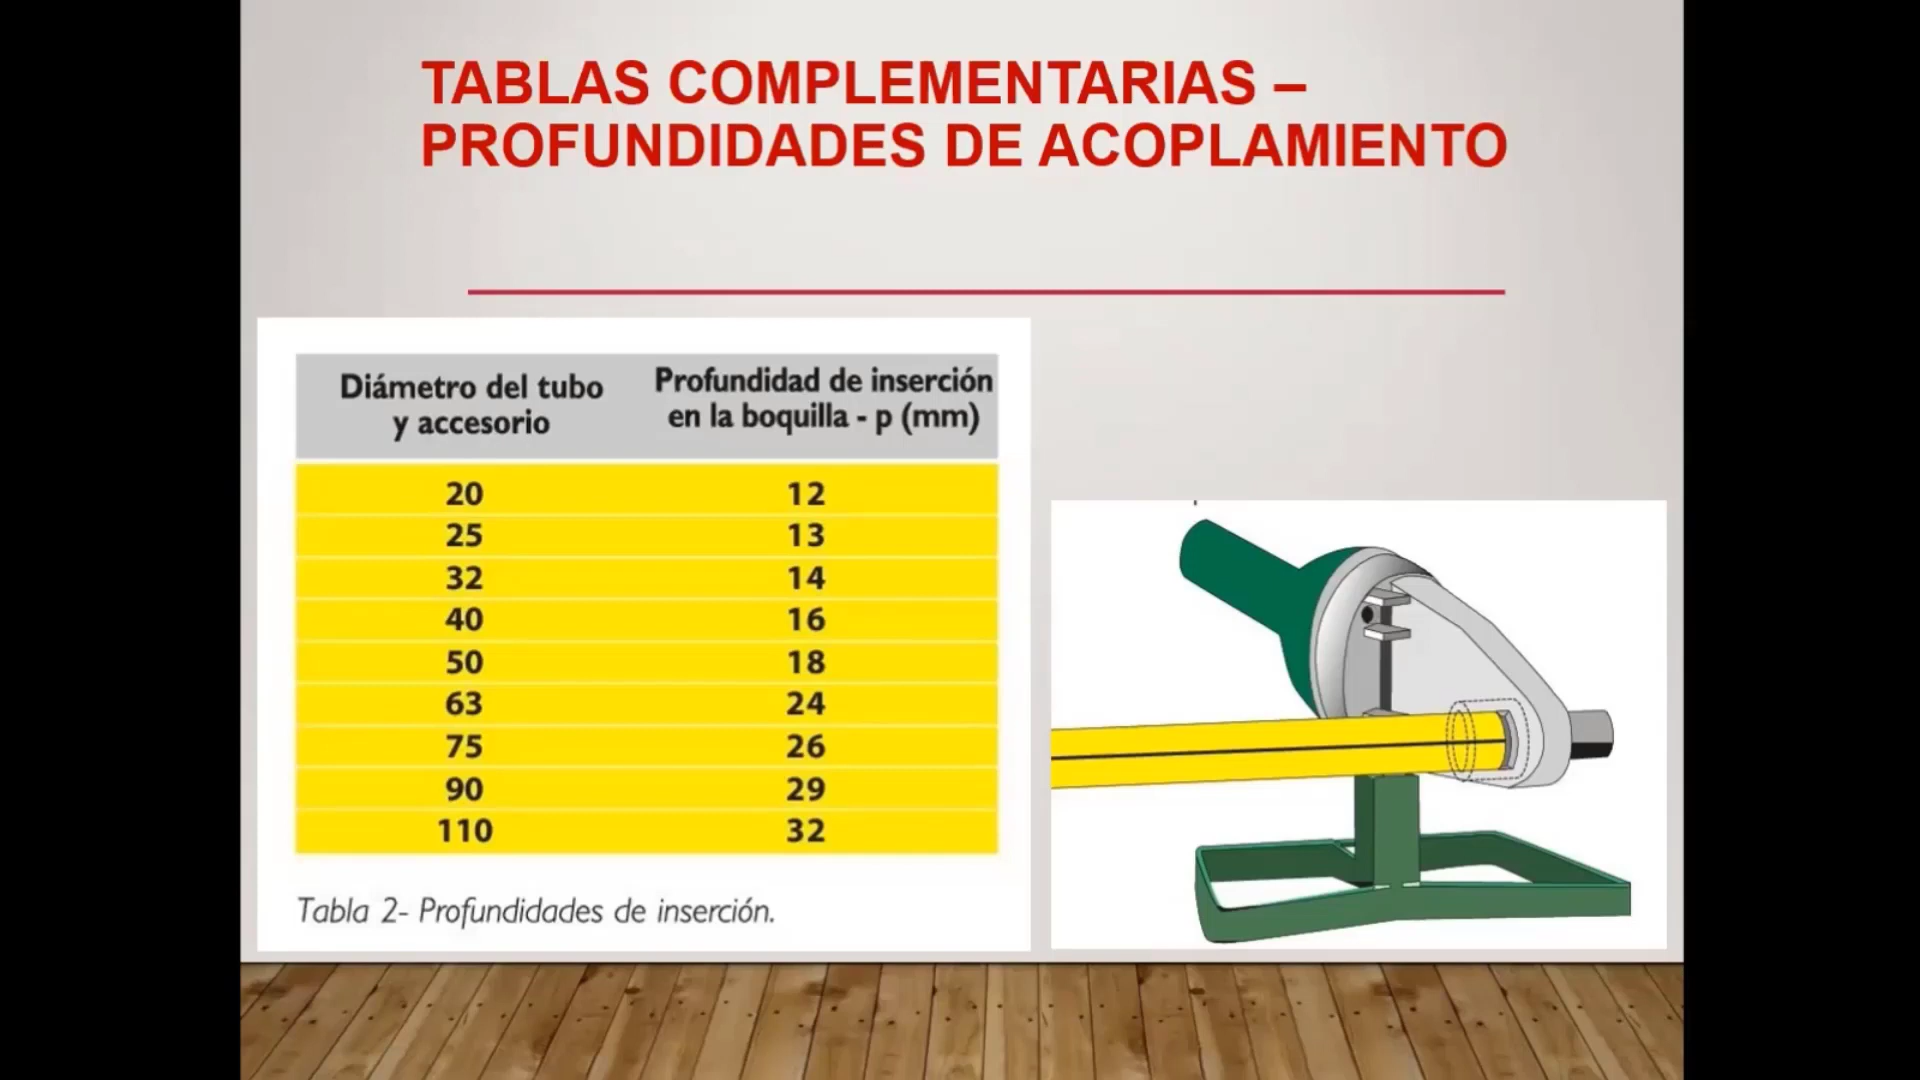 TABLAS COMPLEMENTARIAS –
PROFUNDIDADES DE ACOPLAMIENTO
Diámetro del tubo
y accesorio
Profundidad de inserción
en la boquilla - p (mm)
20 12
25 13
32 14
40 16
50 18
63 24
75 26
90 29
110 32
Tabla 2- Profundidades de inserción.